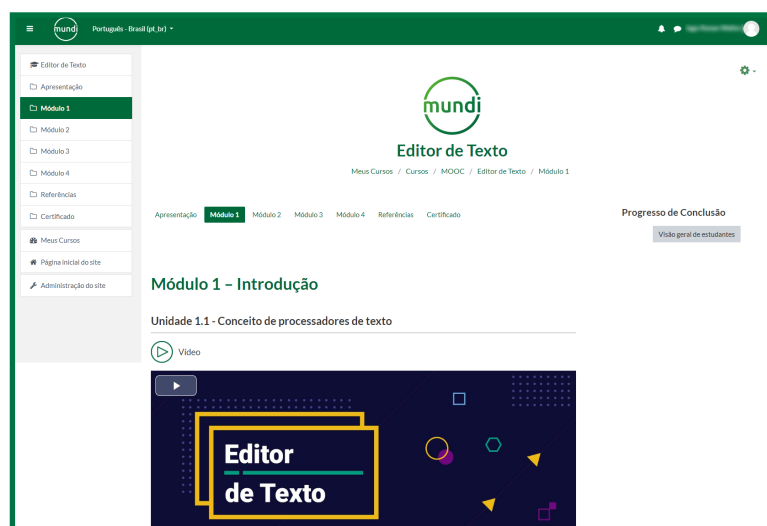 mundi
Português - Brasil (pt_br)
Editor de Texto
Apresentação
Módulo 1
Módulo 2
Módulo 3
Módulo 4
Referências
Certificado
Meus Cursos
Página inicial do site
Administração do site
mundi
Editor de Texto
Meus Cursos / Cursos / MOOC / Editor de Texto / Módulo 1
Apresentação Módulo 1 Módulo 2 Módulo 3 Módulo 4 Referências Certificado
Progresso de Conclusão
Visão geral de estudantes
Módulo 1 – Introdução
Unidade 1.1 - Conceito de processadores de texto
Vídeo
Editor
de Texto